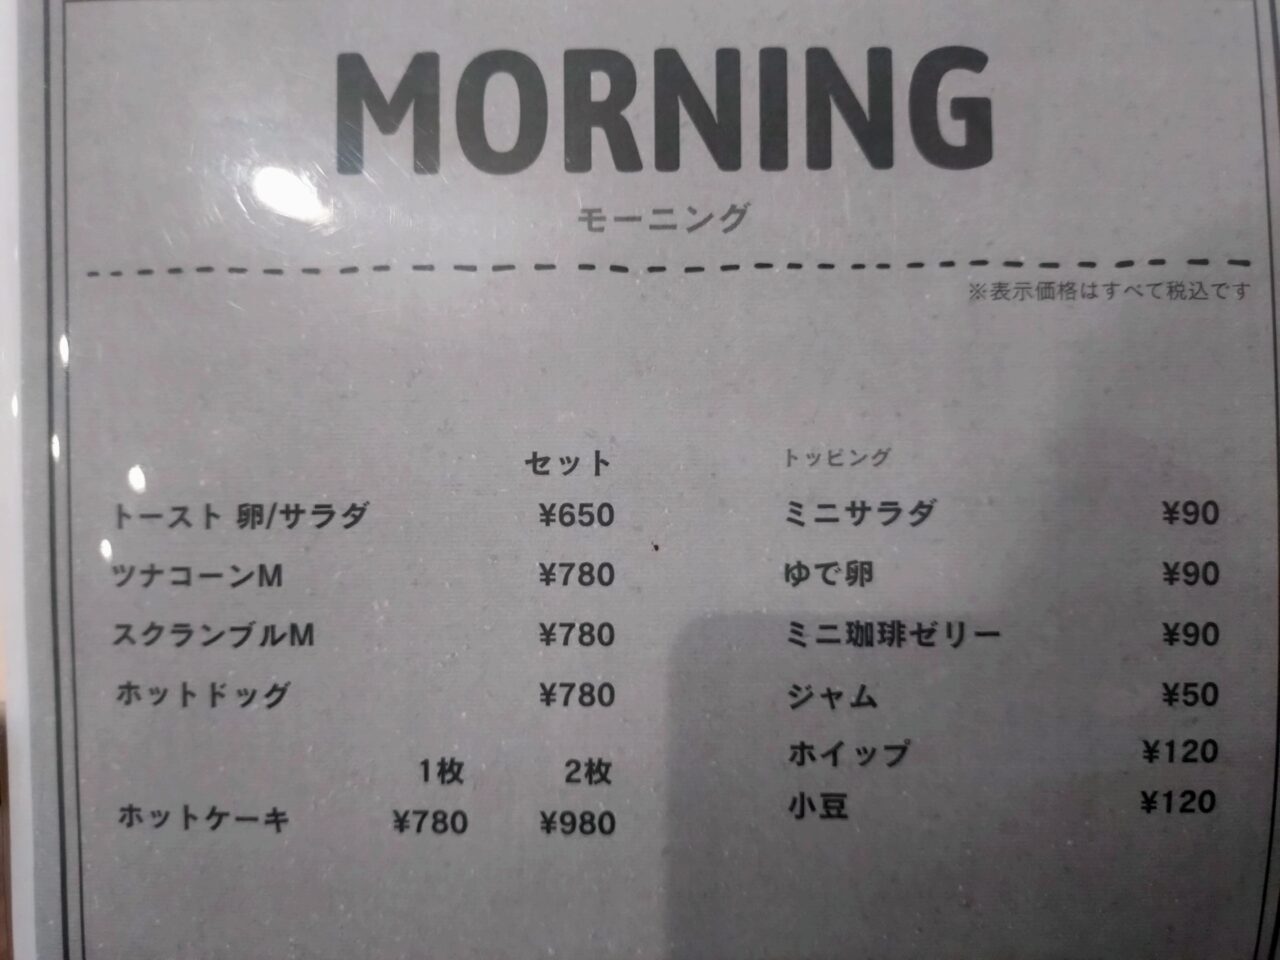 MORNING
モーニング
※表示価格はすべて税込です
セット
トースト 卵/サラダ ¥650
ツナコーンM ¥780
スクランブルM ¥780
ホットドッグ ¥780
1枚 2枚
ホットケーキ ¥780 ¥980
トッピング
ミニサラダ ¥90
ゆで卵 ¥90
ミニ珈琲ゼリー ¥90
ジャム ¥50
ホイップ ¥120
小豆 ¥120